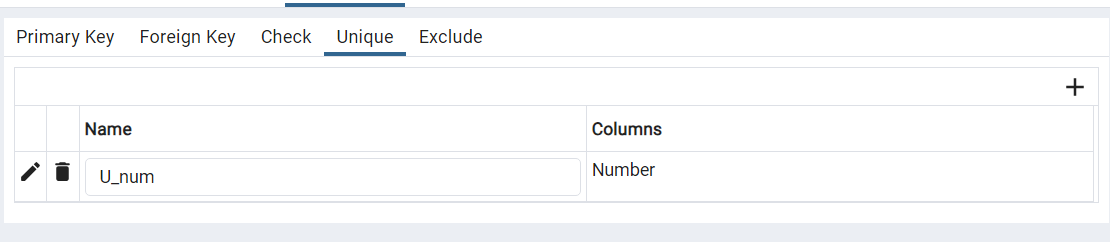 Primary Key Foreign Key Check Unique Exclude
Name Columns
U_num Number